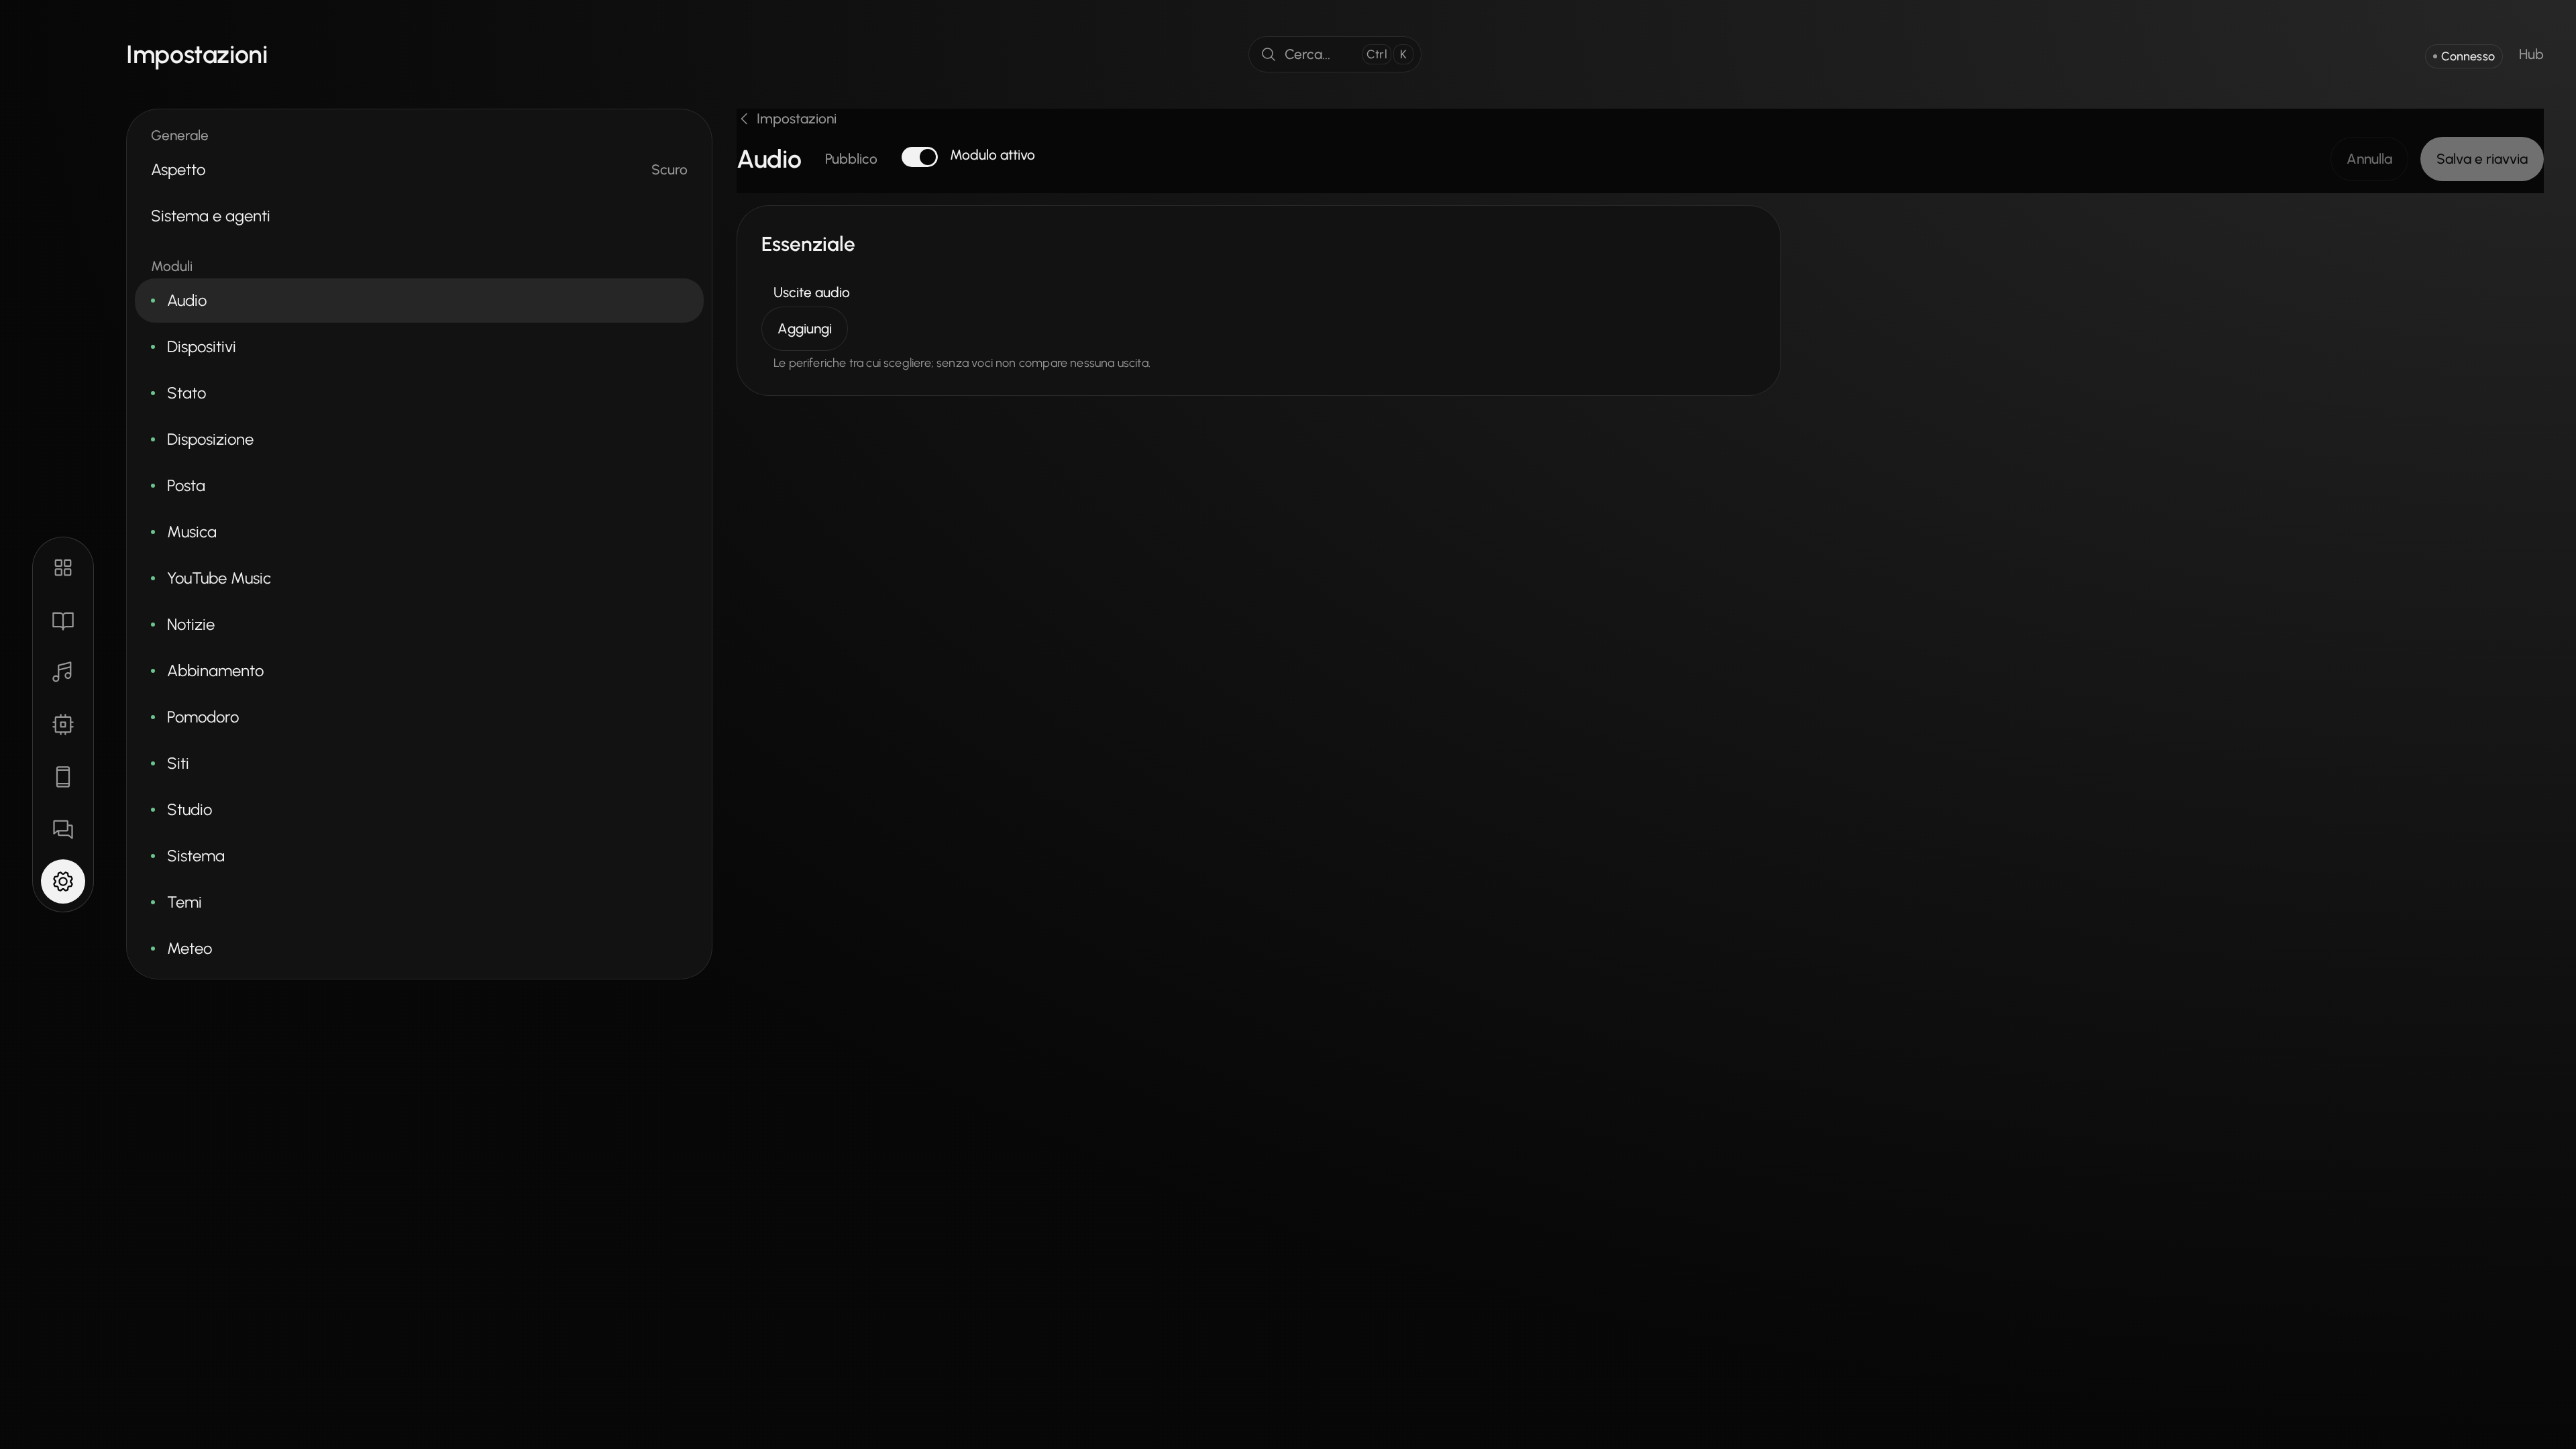 Impostazioni
Cerca...
Ctrl K
Connesso
Hub
Generale
Aspetto
Scuro
Sistema e agenti
Moduli
Audio
Dispositivi
Stato
Disposizione
Posta
Musica
YouTube Music
Notizie
Abbinamento
Pomodoro
Siti
Studio
Sistema
Temi
Meteo
Impostazioni
Audio
Pubblico
Modulo attivo
Annulla
Salva e riavvia
Essenziale
Uscite audio
Aggiungi
Le periferiche tra cui scegliere; senza voci non compare nessuna uscita.